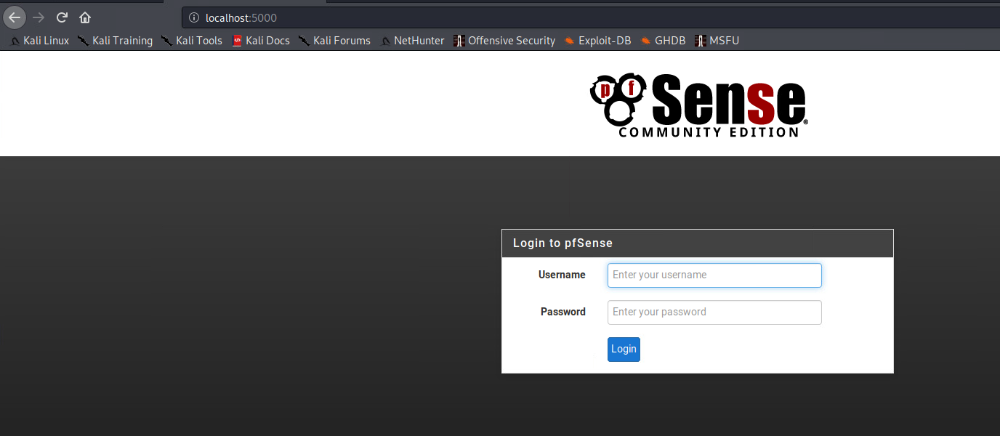 localhost:5000
Kali Linux Kali Training Kali Tools Kali Docs Kali Forums NetHunter Offensive Security Exploit-DB GHDB MSFU
pf Sense®
COMMUNITY EDITION
Login to pfSense
Username Enter your username
Password Enter your password
Login